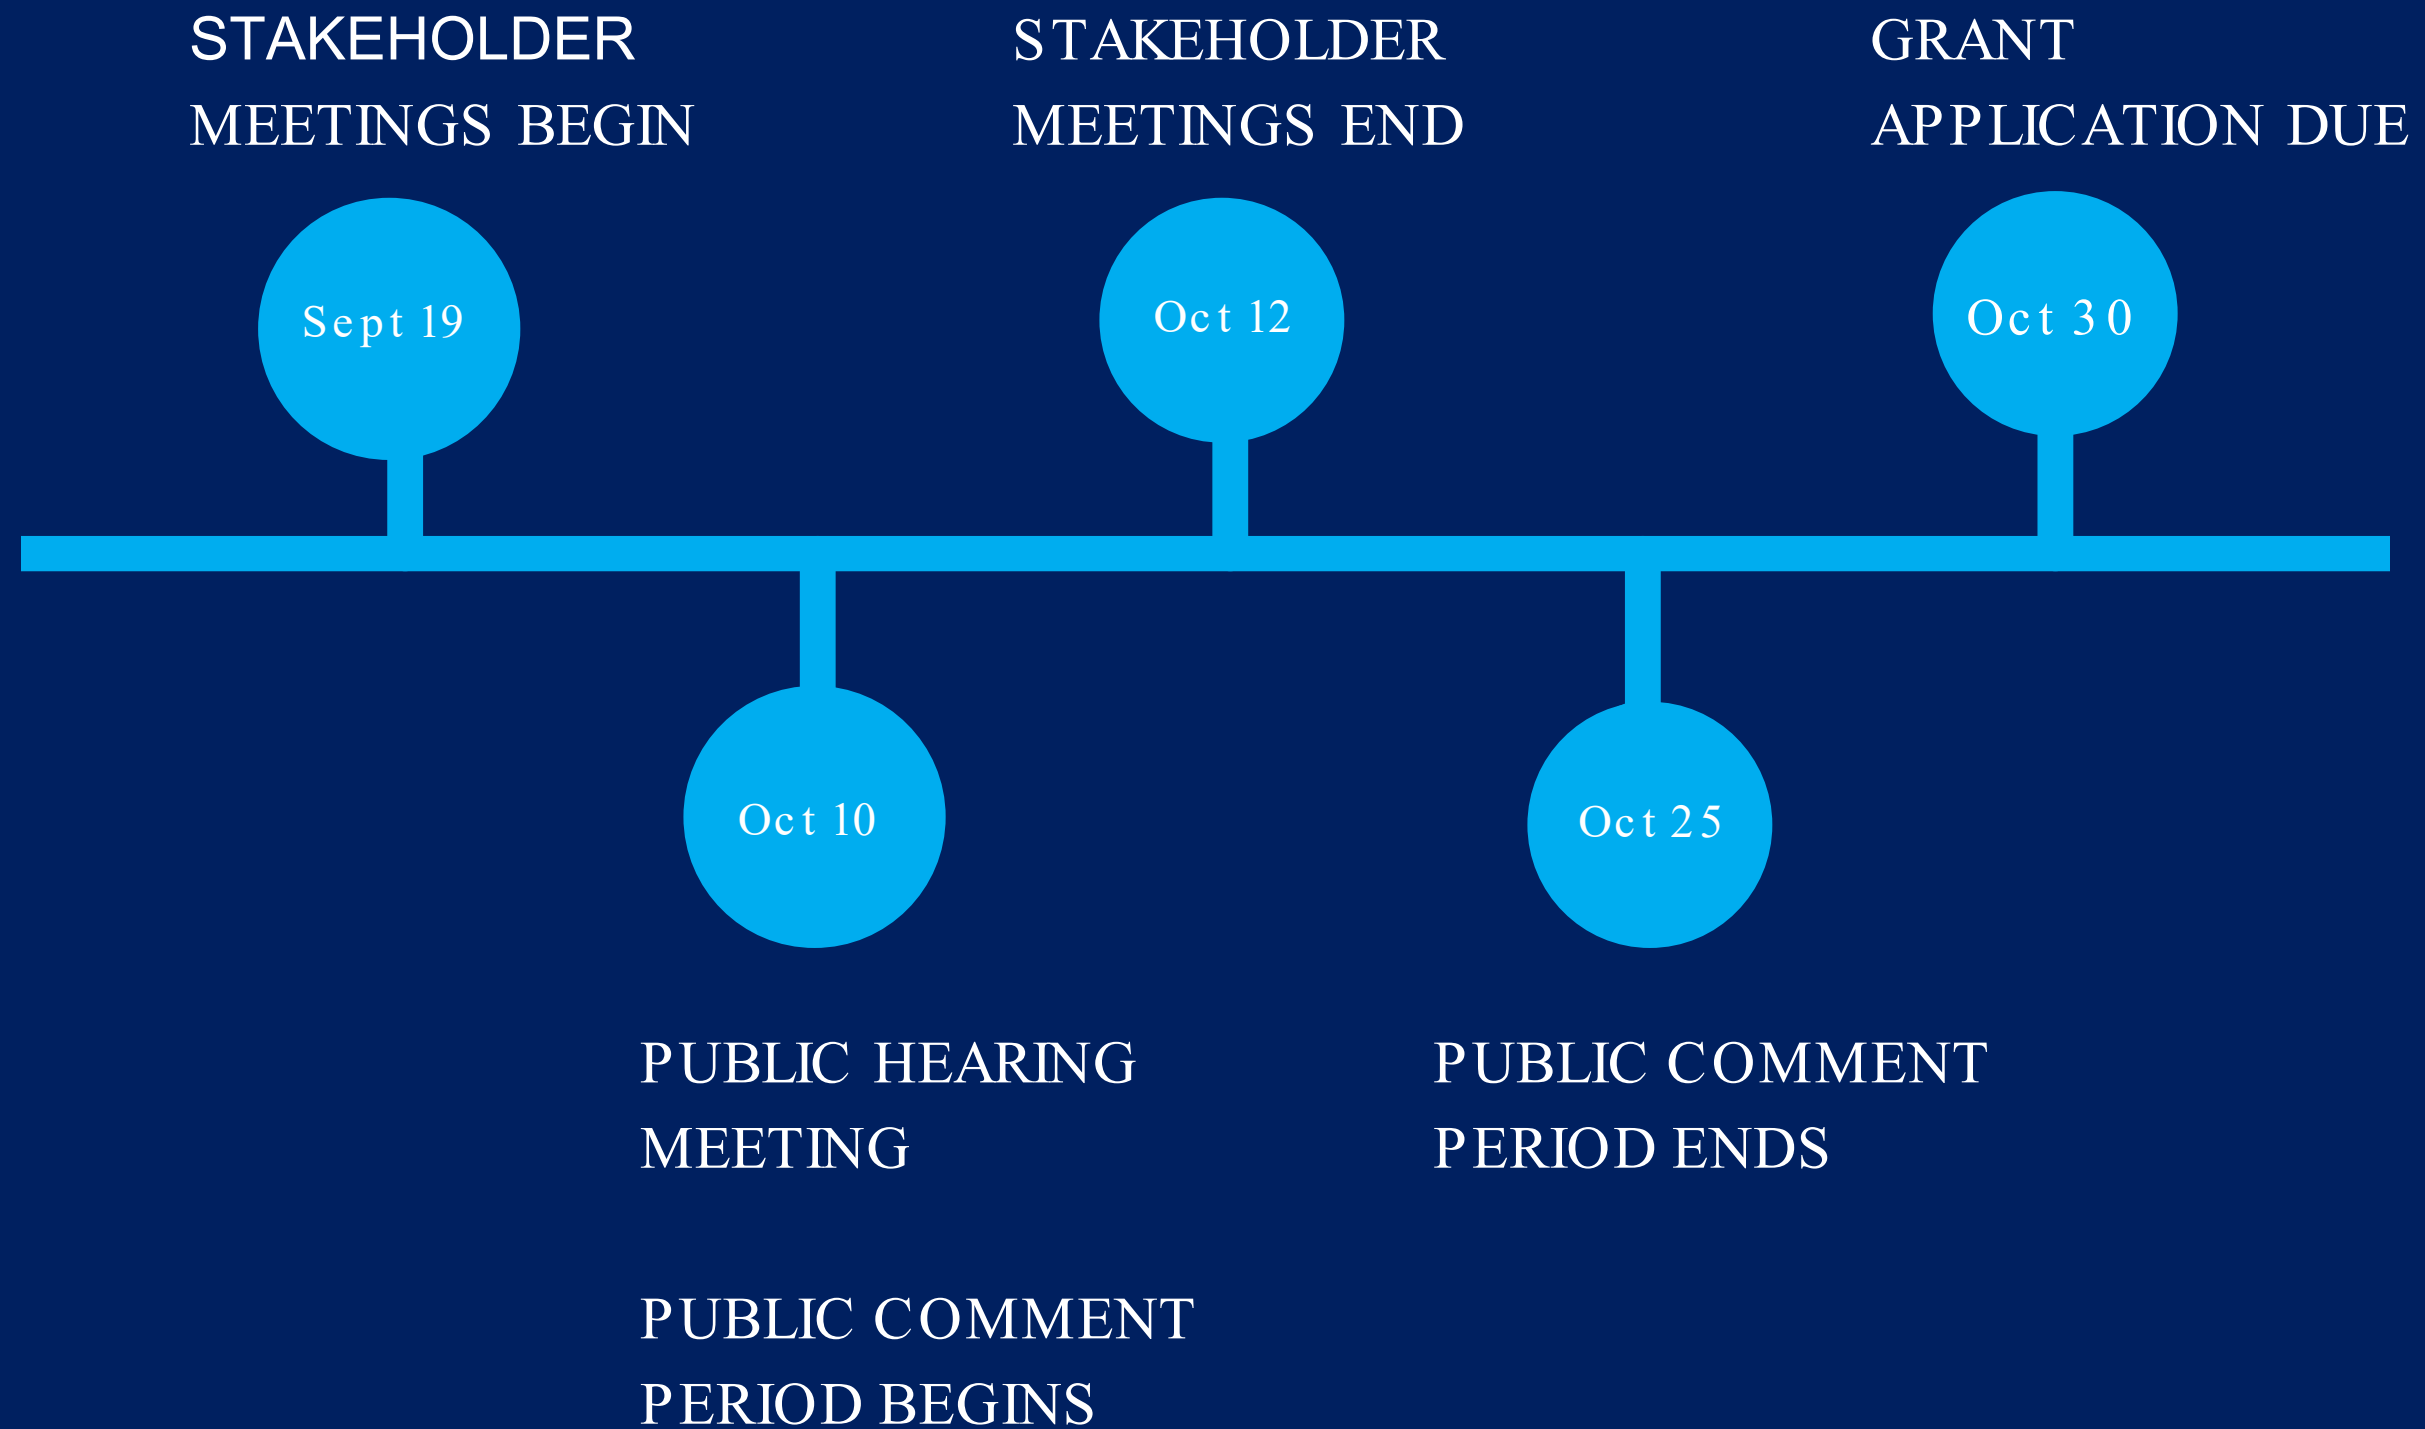 STAKEHOLDER
MEETINGS BEGIN
Sept 19
STAKEHOLDER
MEETINGS END
Oct 12
GRANT
APPLICATION DUE
Oct 30
Oct 10
PUBLIC HEARING
MEETING
PUBLIC COMMENT
PERIOD BEGINS
Oct 25
PUBLIC COMMENT
PERIOD ENDS